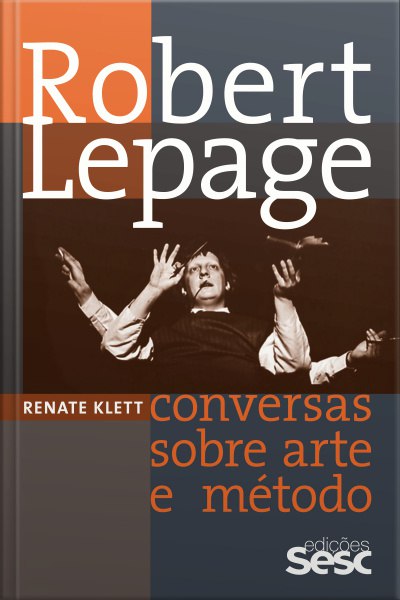 Robert
Lepage
RENATE KLETT
conversas
sobre arte
e método
edições
Sesc